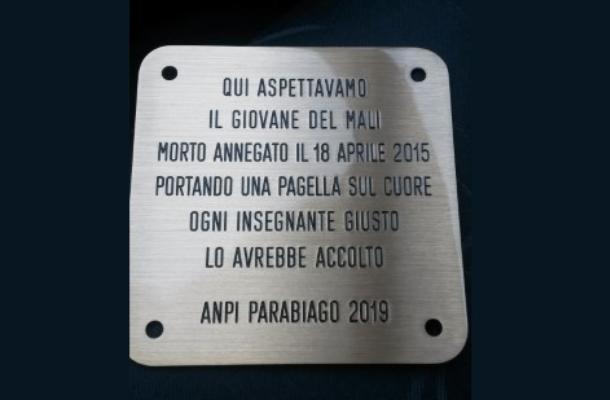 QUI ASPETTAVAMO
IL GIOVANE DEL MALI
MORTO ANNEGATO IL 18 APRILE 2015
PORTANDO UNA PAGELLA SUL CUORE
OGNI INSEGNANTE GIUSTO
LO AVREBBE ACCOLTO
ANPI PARABIAGO 2019